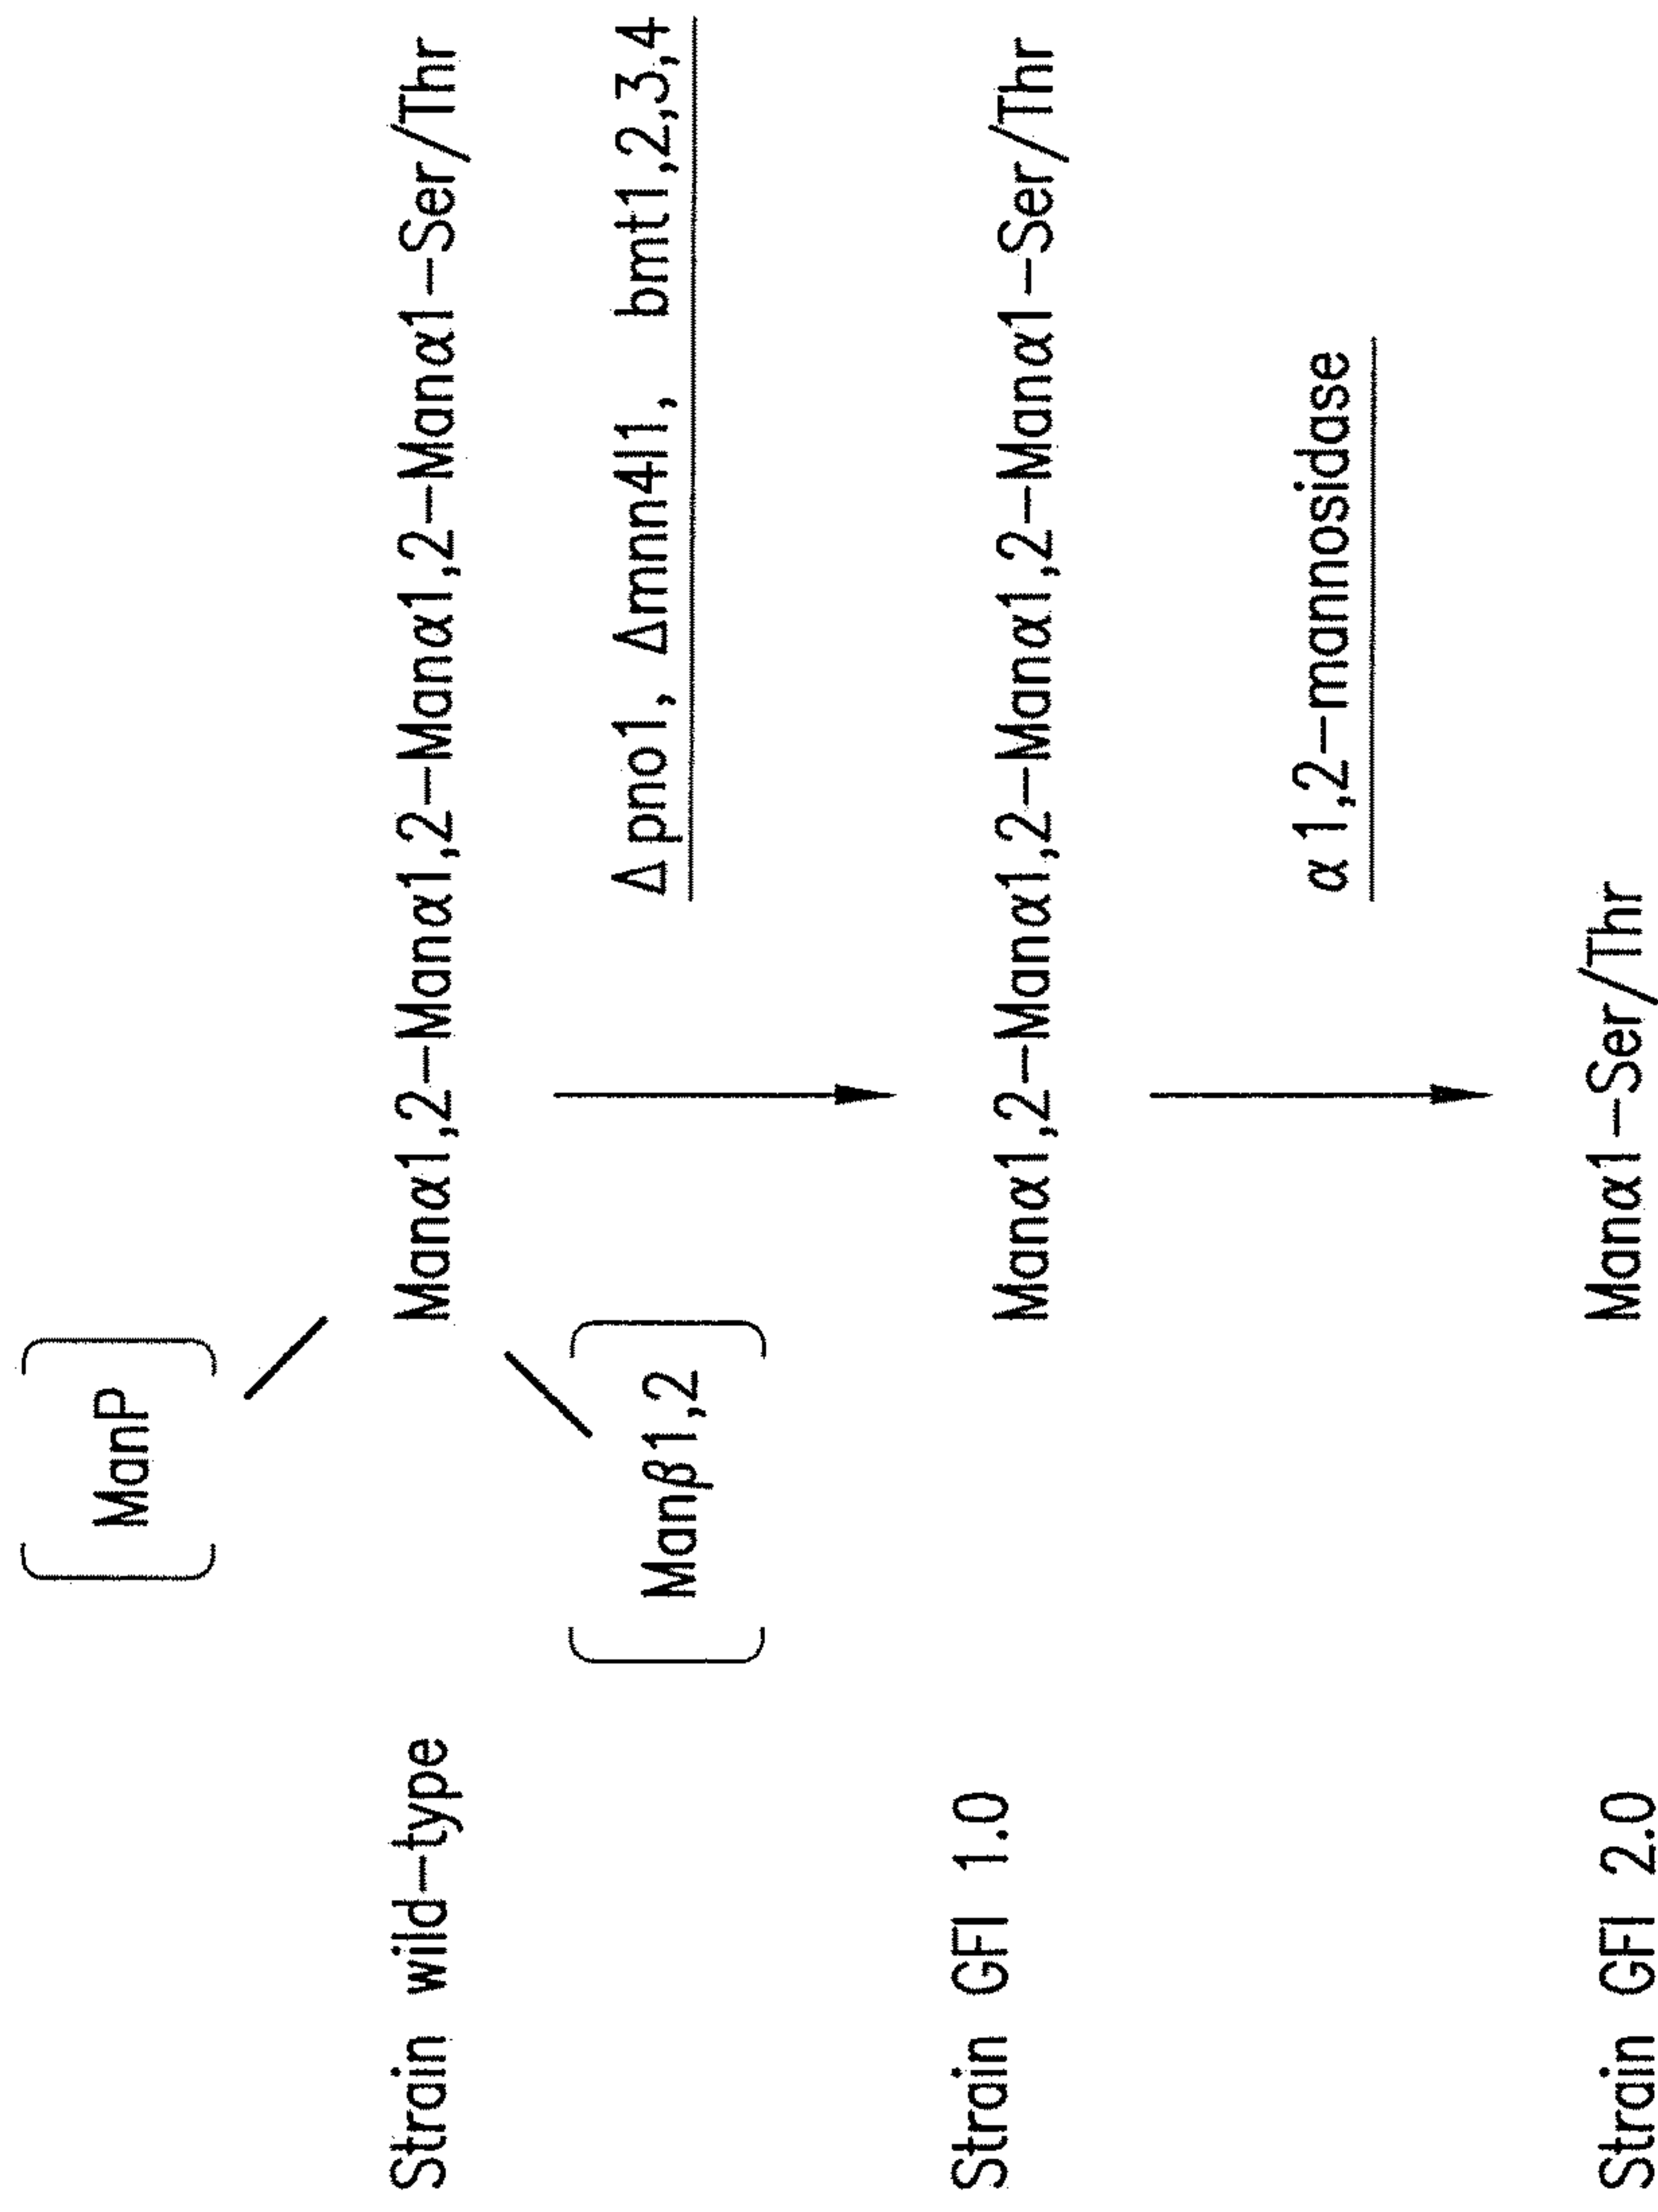 ManP
Strain wild-type Manα1,2-Manα1,2-Manα1,2-Manα1-Ser/Thr
Manβ1,2 Δpno1, Δmnn4l1, bmt1,2,3,4
Strain GFI 1.0 Manα1,2-Manα1,2-Manα1,2-Manα1-Ser/Thr
α1,2-mannosidase
Strain GFI 2.0 Manα1-Ser/Thr